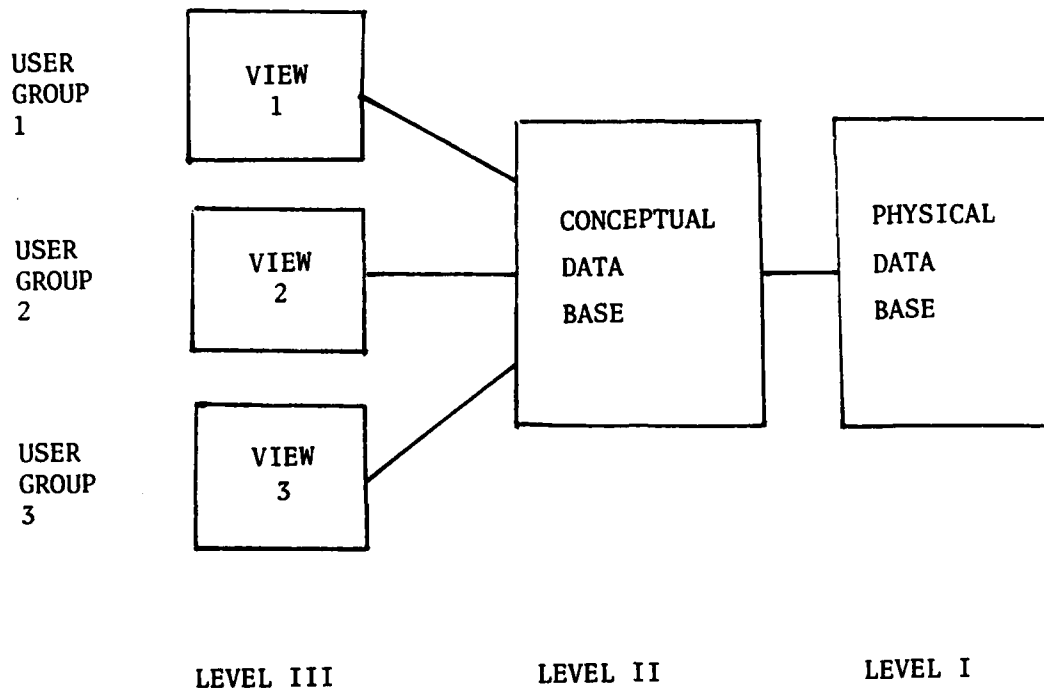 USER
GROUP
1
VIEW
1
USER
GROUP
2
VIEW
2
USER
GROUP
3
VIEW
3
CONCEPTUAL
DATA
BASE
PHYSICAL
DATA
BASE
LEVEL III
LEVEL II
LEVEL I